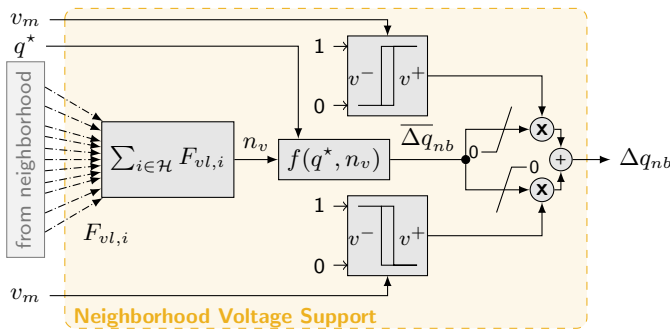 v_m
q^⋆
from neighborhood
F_{vl,i}
∑_{i∈ℋ} F_{vl,i}
n_v
f(q^⋆, n_v)
1
0
v^- v^+
\overline{Δq}_{nb}
1
0
v^- v^+
0
0
x
x
+
Δq_{nb}
v_m
Neighborhood Voltage Support